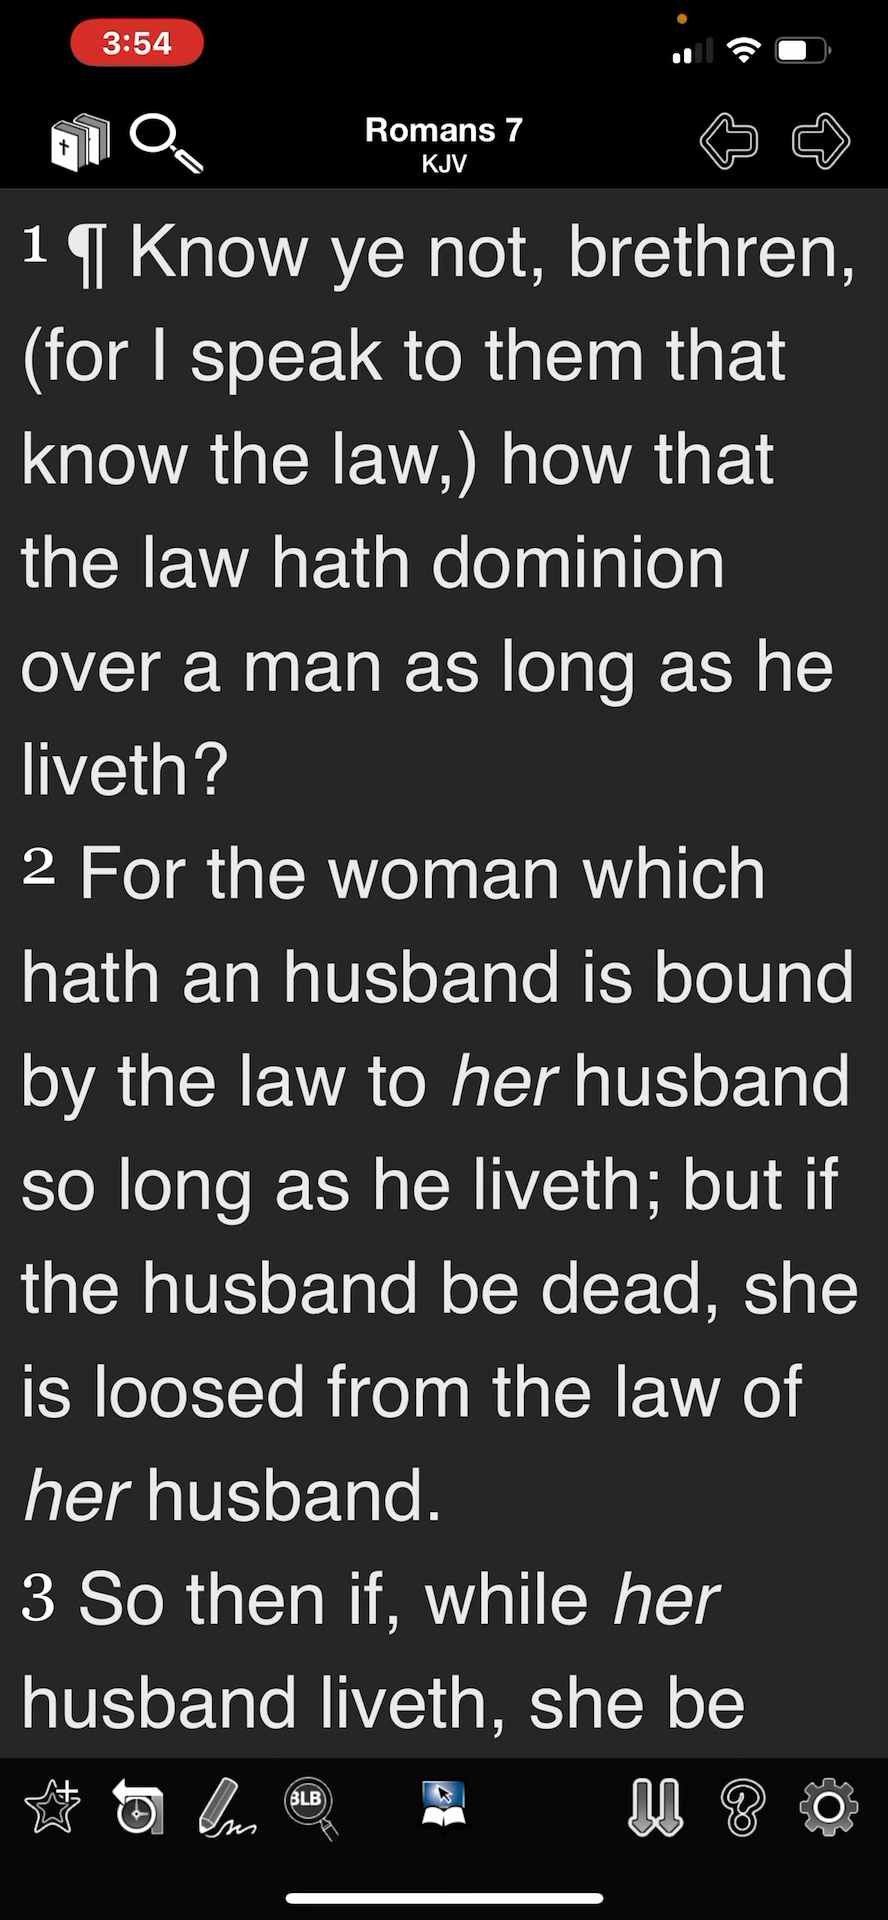 3:54
Romans 7
KJV
1 ¶ Know ye not, brethren,
(for I speak to them that
know the law,) how that
the law hath dominion
over a man as long as he
liveth?
2 For the woman which
hath an husband is bound
by the law to her husband
so long as he liveth; but if
the husband be dead, she
is loosed from the law of
her husband.
3 So then if, while her
husband liveth, she be
BLB